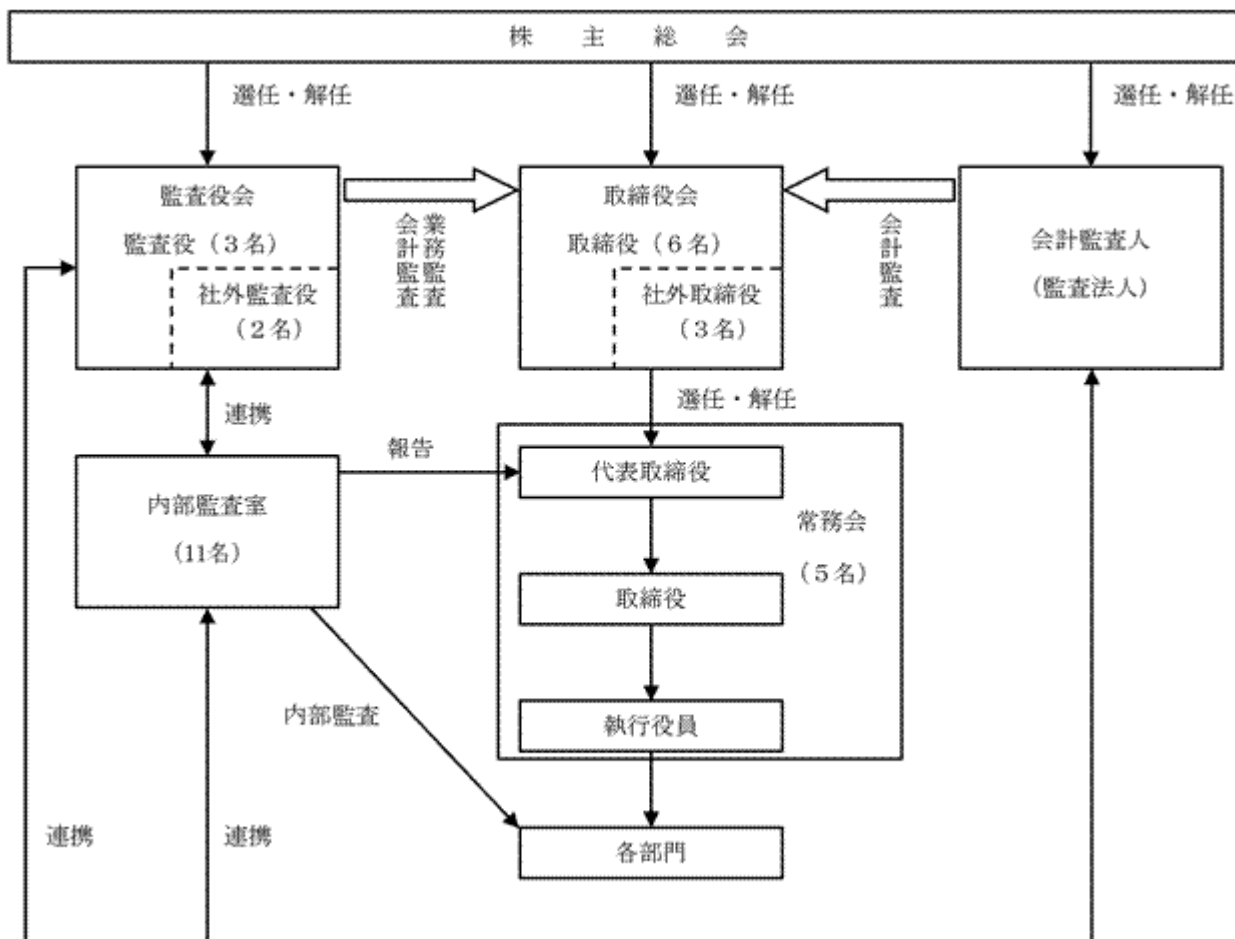 株主総会
選任・解任
選任・解任
選任・解任
監査役会
監査役（3名）
社外監査役
（2名）
業務監査
会計監査
取締役会
取締役（6名）
社外取締役
（3名）
会計監査
会計監査人
（監査法人）
連携
選任・解任
報告
内部監査室
（11名）
代表取締役
常務会
（5名）
取締役
執行役員
内部監査
連携
連携
各部門